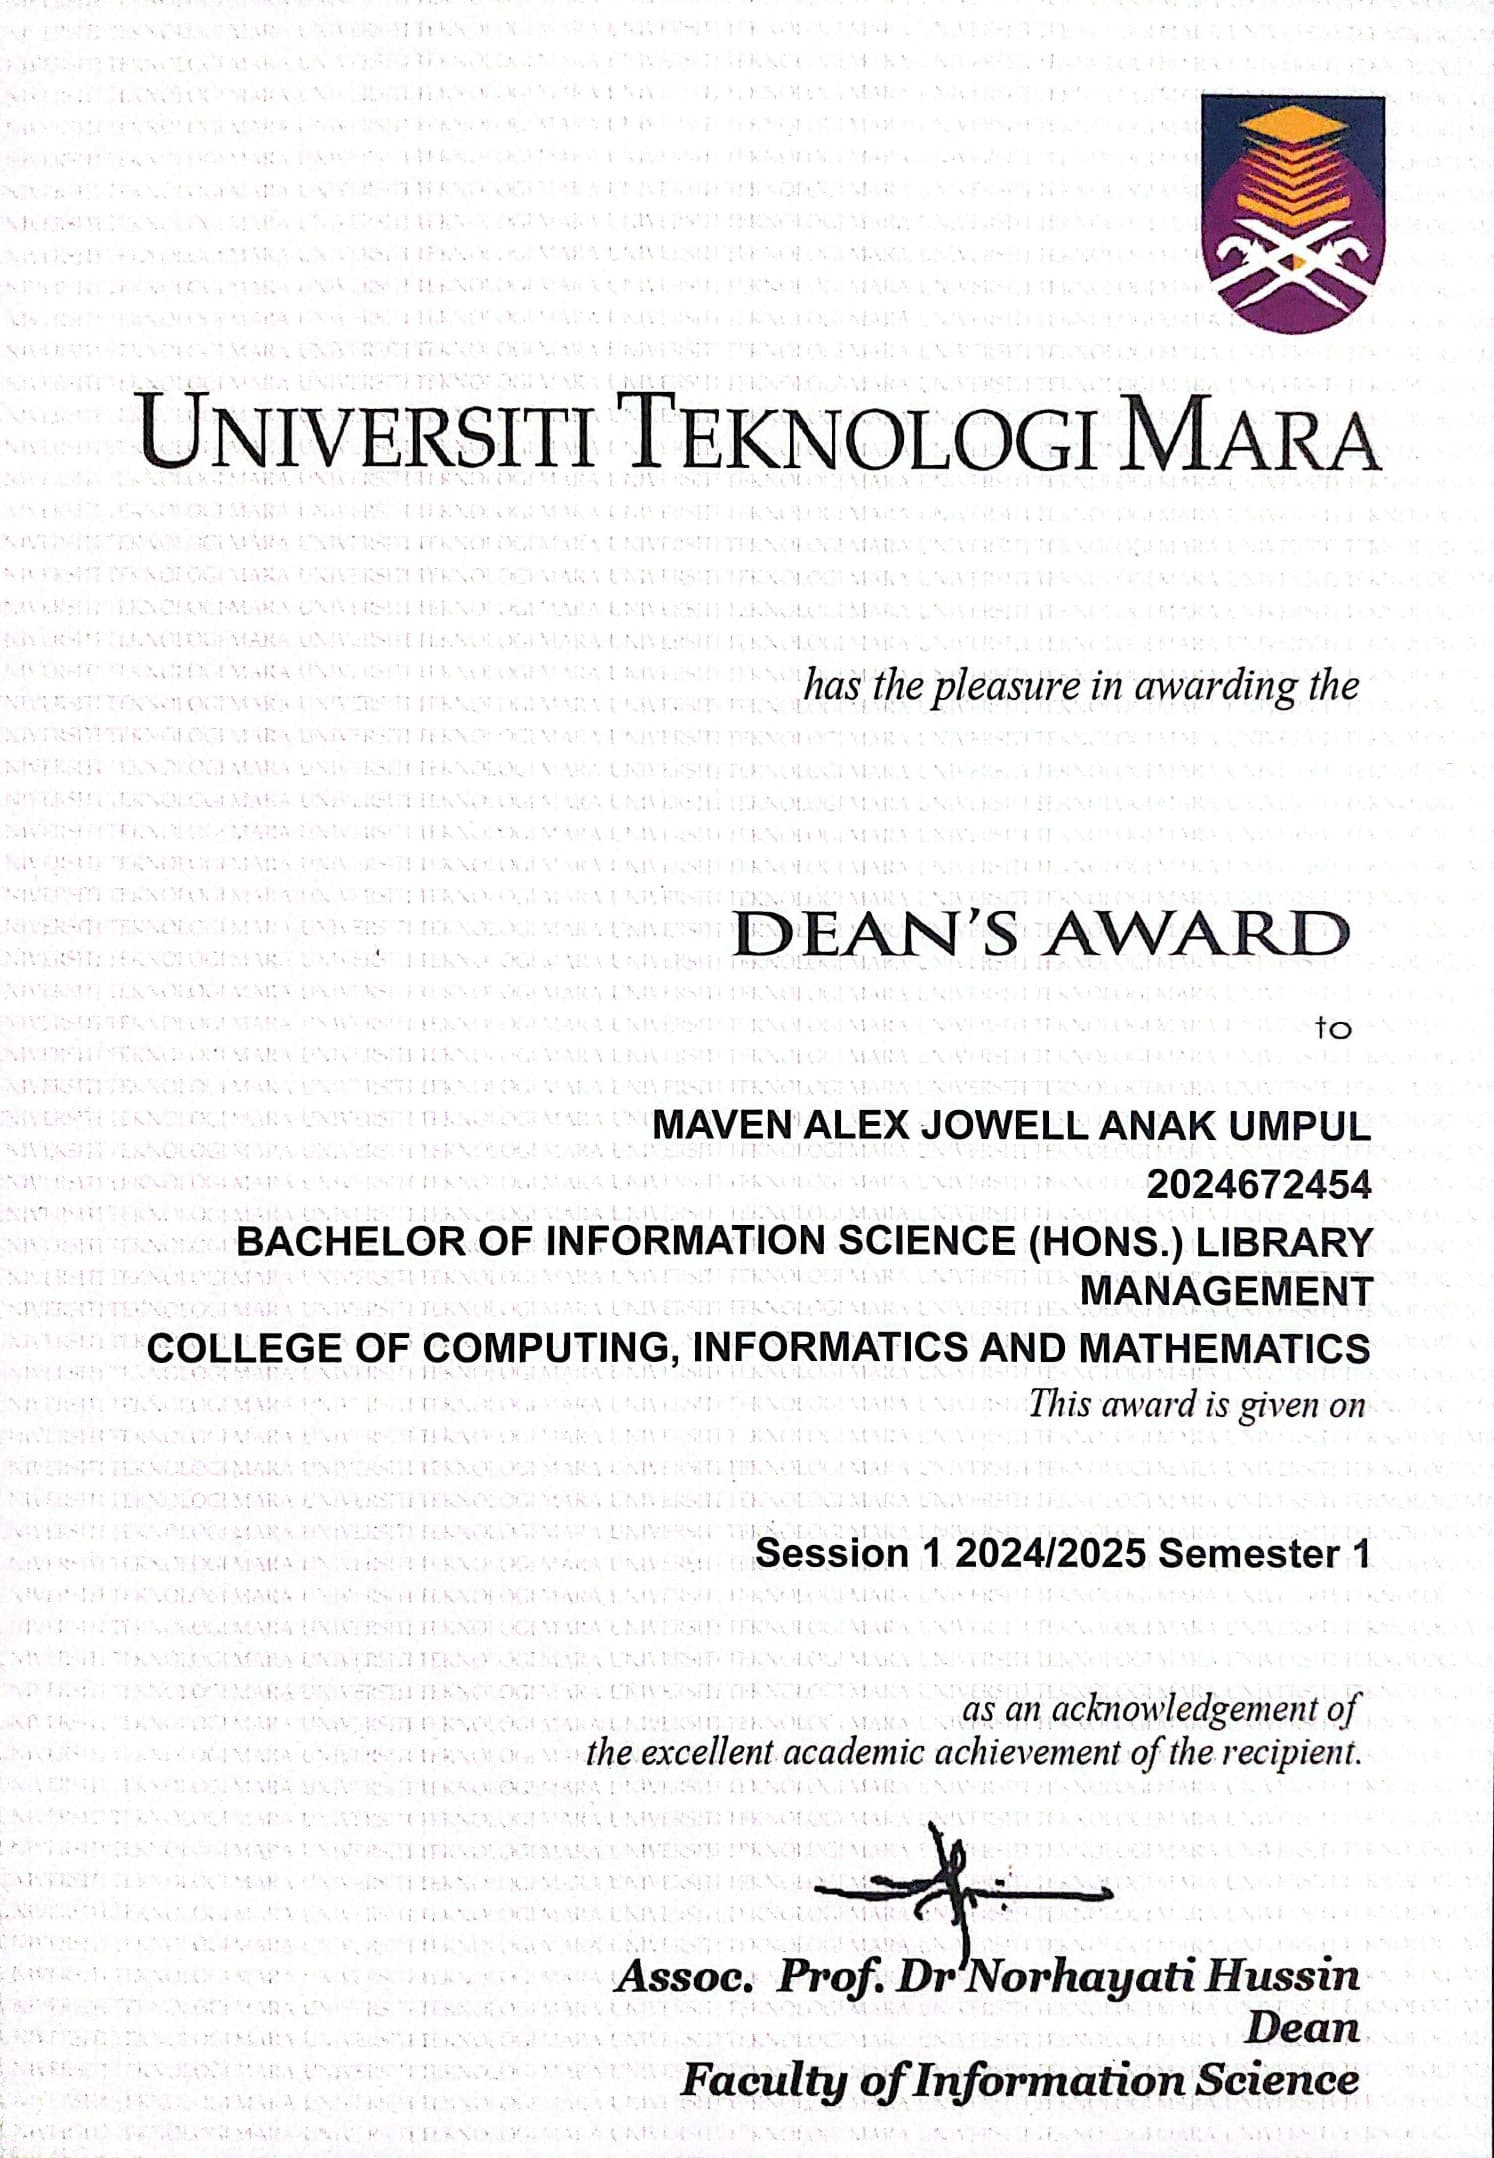 UNIVERSITI TEKNOLOGI MARA
has the pleasure in awarding the
DEAN'S AWARD
to
MAVEN ALEX JOWELL ANAK UMPUL
2024672454
BACHELOR OF INFORMATION SCIENCE (HONS.) LIBRARY
MANAGEMENT
COLLEGE OF COMPUTING, INFORMATICS AND MATHEMATICS
This award is given on
Session 1 2024/2025 Semester 1
as an acknowledgement of
the excellent academic achievement of the recipient.
Assoc. Prof. Dr Norhayati Hussin
Dean
Faculty of Information Science